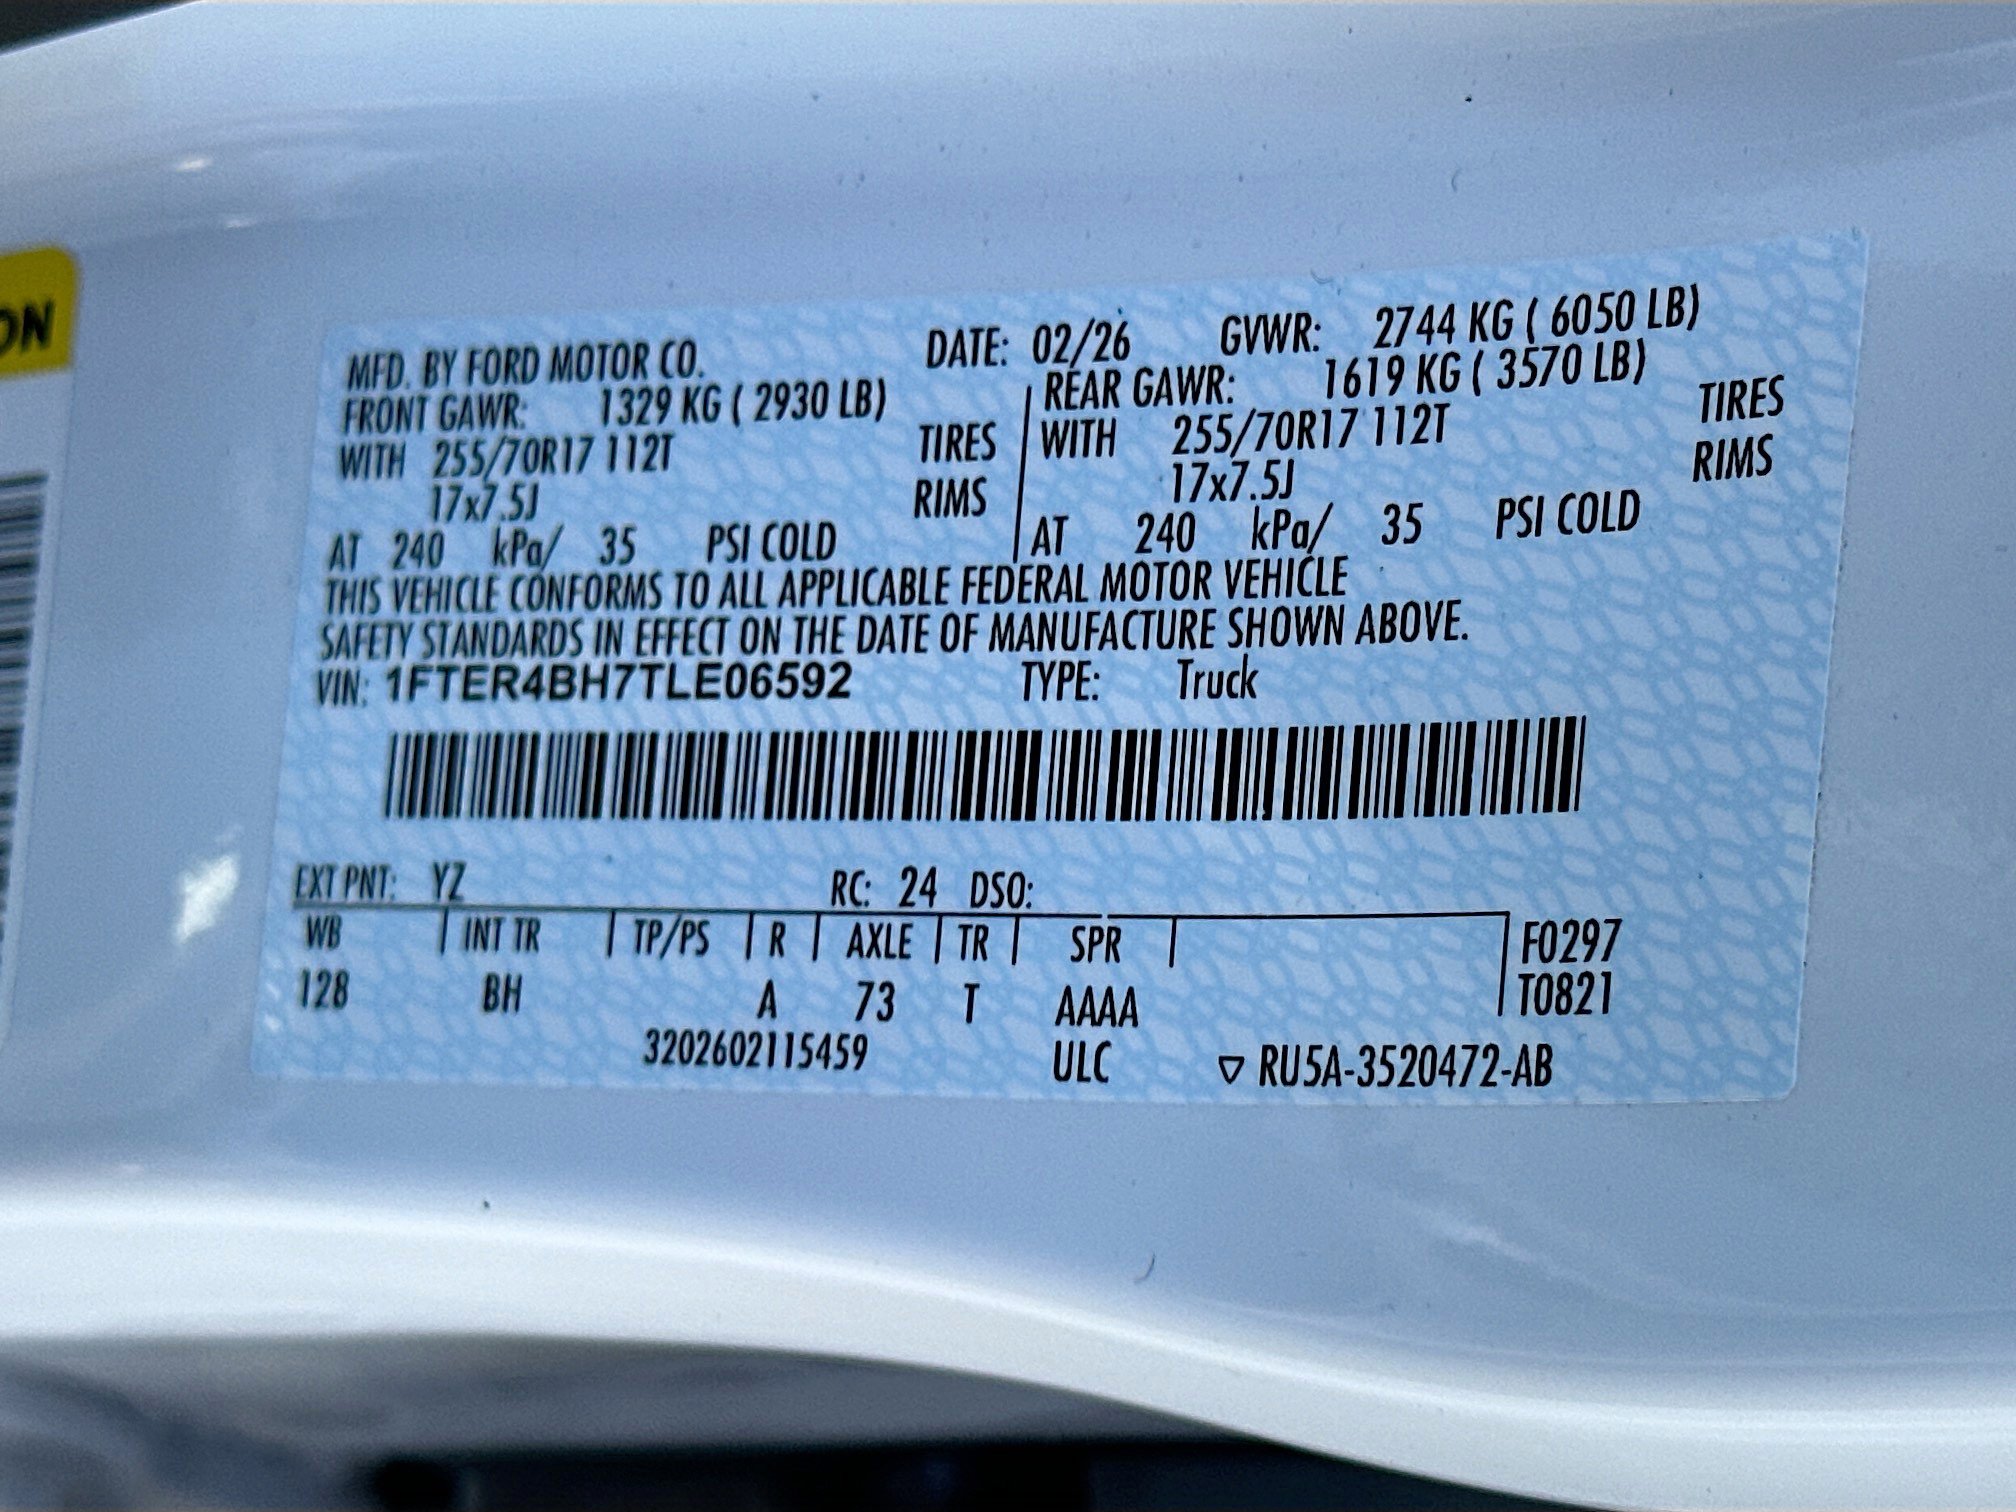 ON
MFD. BY FORD MOTOR CO. DATE: 02/26 GVWR: 2744 KG ( 6050 LB)
FRONT GAWR: 1329 KG ( 2930 LB) REAR GAWR: 1619 KG ( 3570 LB)
WITH 255/70R17 112T TIRES WITH 255/70R17 112T TIRES
17x7.5J RIMS 17x7.5J RIMS
AT 240 kPa/ 35 PSI COLD AT 240 kPa/ 35 PSI COLD
THIS VEHICLE CONFORMS TO ALL APPLICABLE FEDERAL MOTOR VEHICLE
SAFETY STANDARDS IN EFFECT ON THE DATE OF MANUFACTURE SHOWN ABOVE.
VIN: 1FTER4BH7TLE06592 TYPE: Truck
EXT PNT: YZ RC: 24 DSO:
WB INT TR TP/PS R AXLE TR SPR F0297
128 BH A 73 T AAAA T0821
3202602115459 ULC ▽ RU5A-3520472-AB